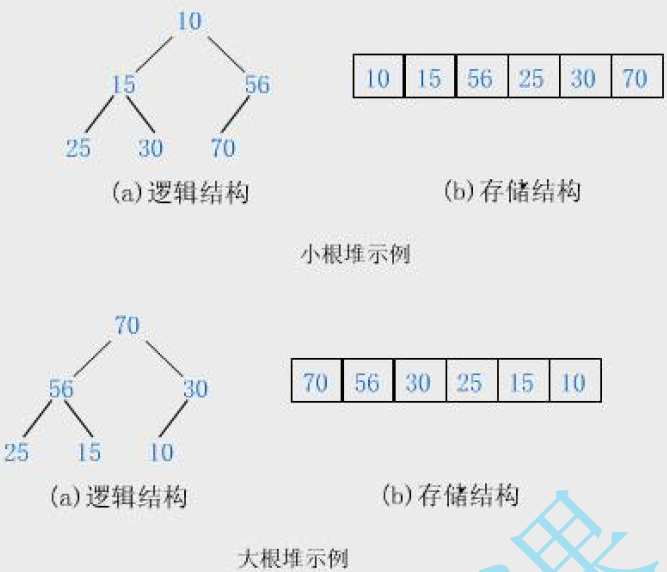 10
15 56
25 30 70
10 15 56 25 30 70
(a)逻辑结构
(b)存储结构
小根堆示例
70
56 30
25 15 10
70 56 30 25 15 10
(a)逻辑结构
(b)存储结构
大根堆示例